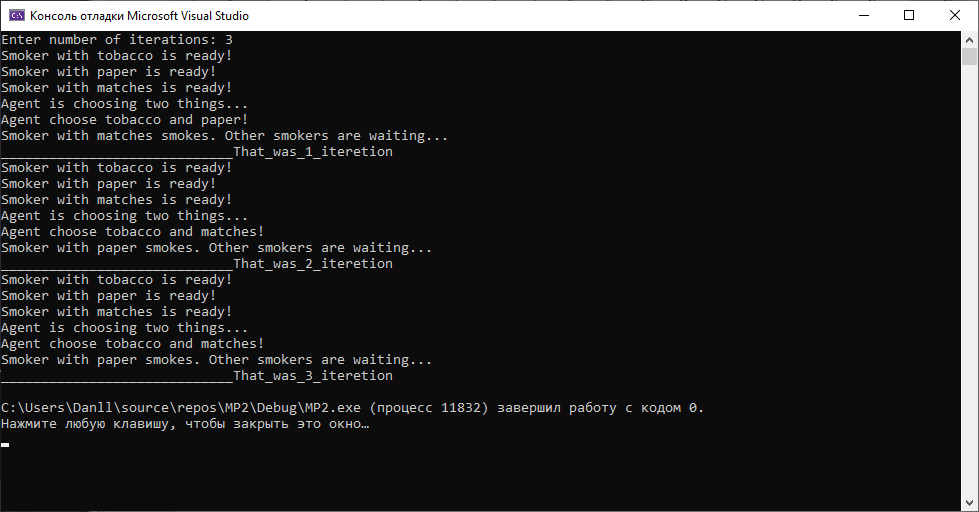 Консоль отладки Microsoft Visual Studio
Enter number of iterations: 3
Smoker with tobacco is ready!
Smoker with paper is ready!
Smoker with matches is ready!
Agent is choosing two things...
Agent choose tobacco and paper!
Smoker with matches smokes. Other smokers are waiting...
_____________________________That_was_1_iteretion
Smoker with tobacco is ready!
Smoker with paper is ready!
Smoker with matches is ready!
Agent is choosing two things...
Agent choose tobacco and matches!
Smoker with paper smokes. Other smokers are waiting...
_____________________________That_was_2_iteretion
Smoker with tobacco is ready!
Smoker with paper is ready!
Smoker with matches is ready!
Agent is choosing two things...
Agent choose tobacco and matches!
Smoker with paper smokes. Other smokers are waiting...
_____________________________That_was_3_iteretion
C:\Users\Danll\source\repos\MP2\Debug\MP2.exe (процесс 11832) завершил работу с кодом 0.
Нажмите любую клавишу, чтобы закрыть это окно…